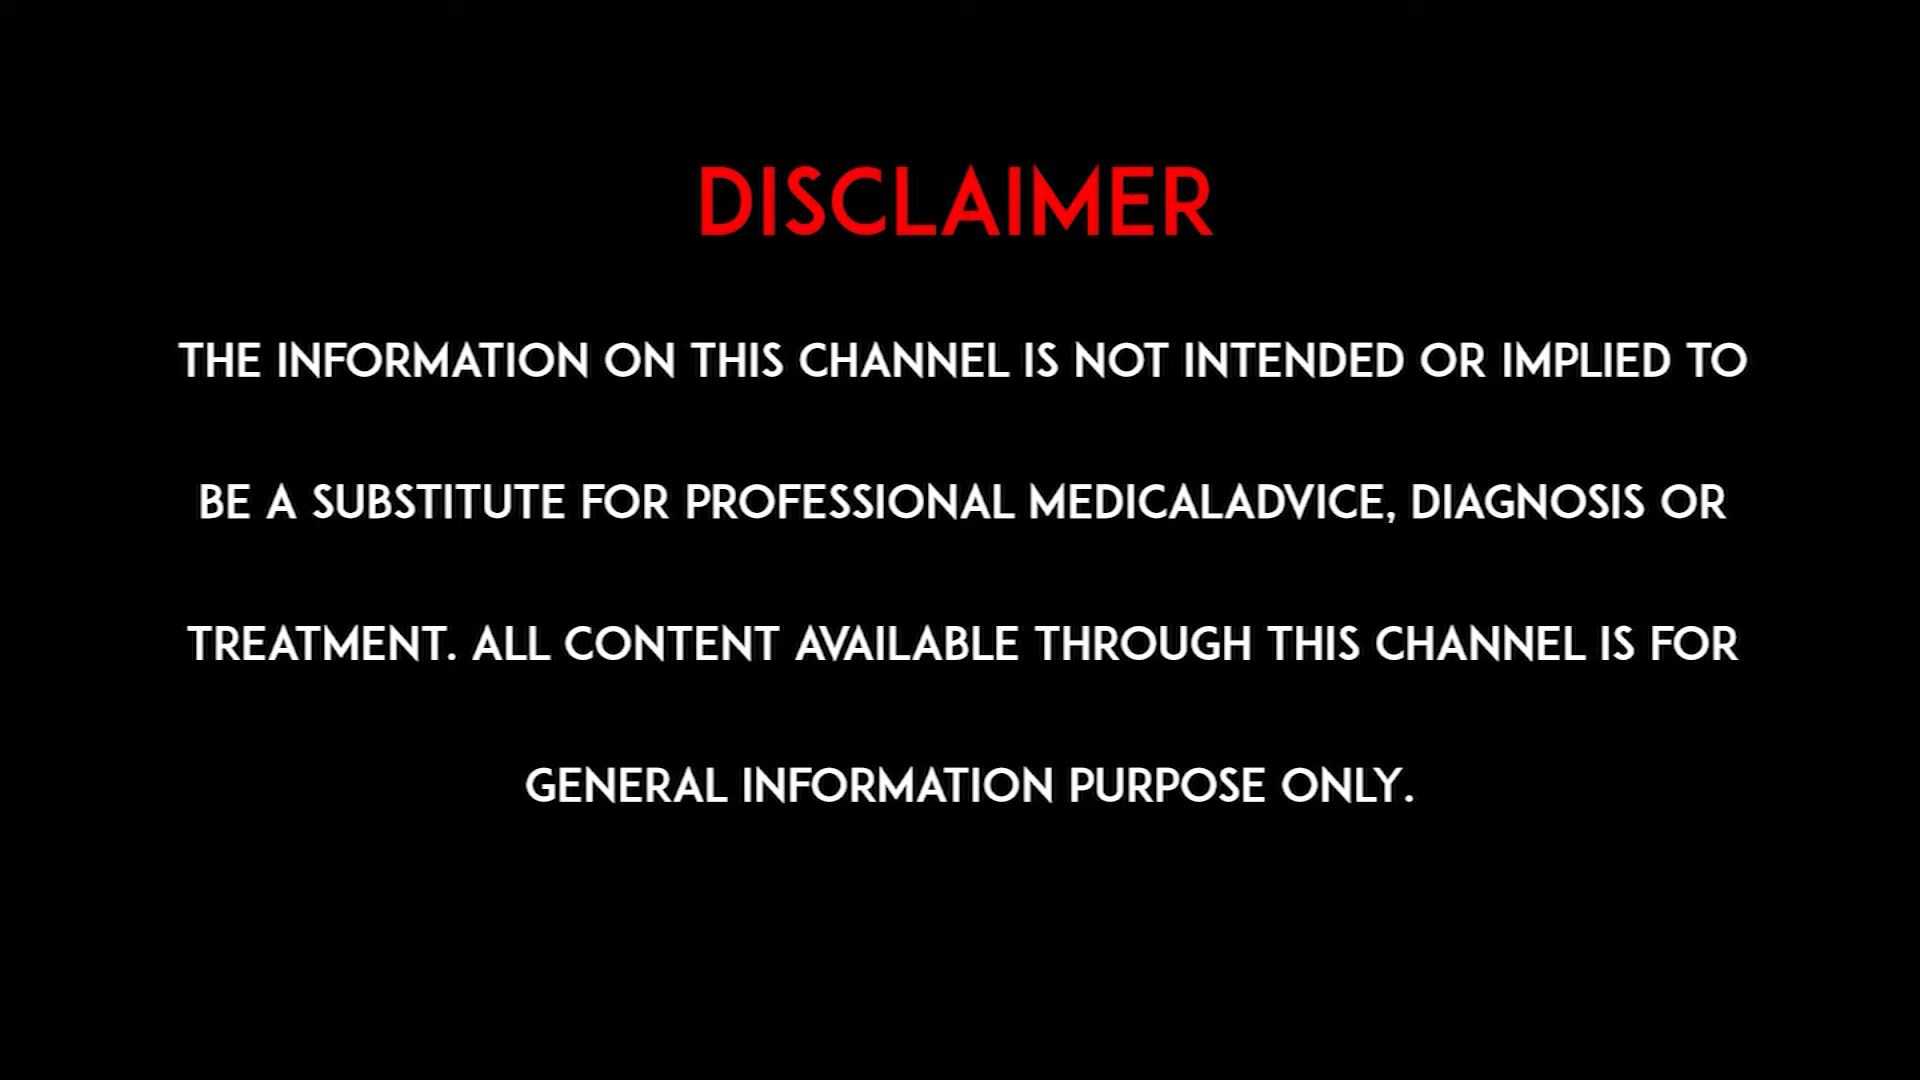 DISCLAIMER
THE INFORMATION ON THIS CHANNEL IS NOT INTENDED OR IMPLIED TO
BE A SUBSTITUTE FOR PROFESSIONAL MEDICALADVICE, DIAGNOSIS OR
TREATMENT. ALL CONTENT AVAILABLE THROUGH THIS CHANNEL IS FOR
GENERAL INFORMATION PURPOSE ONLY.